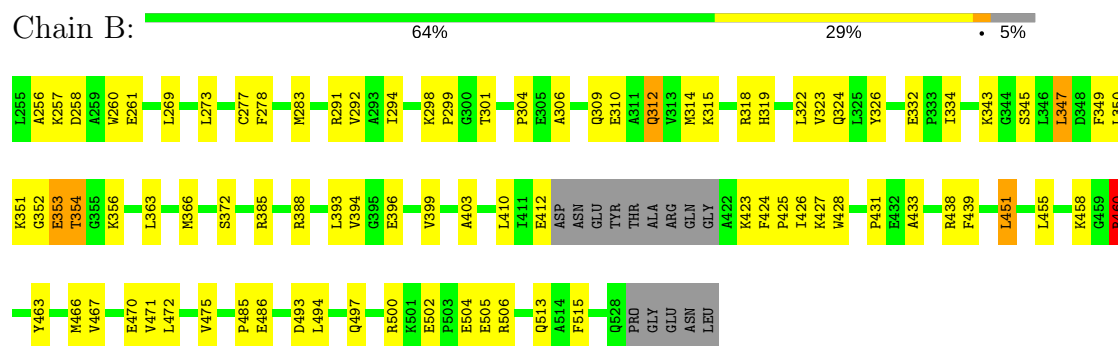 Chain B:
64% 29% • 5%
L255 A256 K257 D258 A259 W260 E261 L269 L273 C277 F278 M283 R291 V292 A293 I294 K298 P299 G300 T301 P304 E305 A306 Q309 E310 A311 Q312 V313 M314 K315 R318 H319 L322 V323 Q324 L325 Y326 E332 P333 I334 K343 G344 S345 L346 L347 D348 F349 L350
K351 G352 E353 T354 G355 K356 L363 M366 S372 R385 R388 L393 V394 G395 E396 V399 A403 L410 I411 E412 ASP ASN GLU TYR THR ALA ARG GLN GLY A422 K423 F424 P425 I426 K427 W428 P431 E432 A433 R438 F439 L451 L455 K458 G459
Y463 M466 V467 E470 V471 L472 V475 P485 E486 D493 L494 Q497 R500 K501 E502 P503 E504 E505 R506 Q513 A514 F515 Q528 PRO GLY GLU ASN LEU